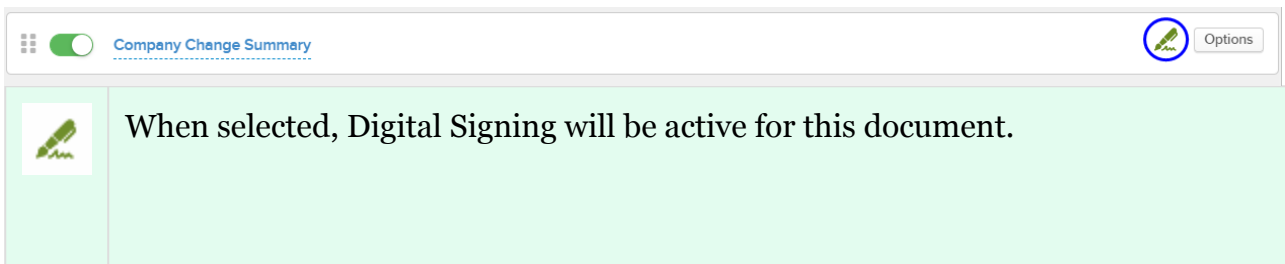 Company Change Summary
Options
When selected, Digital Signing will be active for this document.